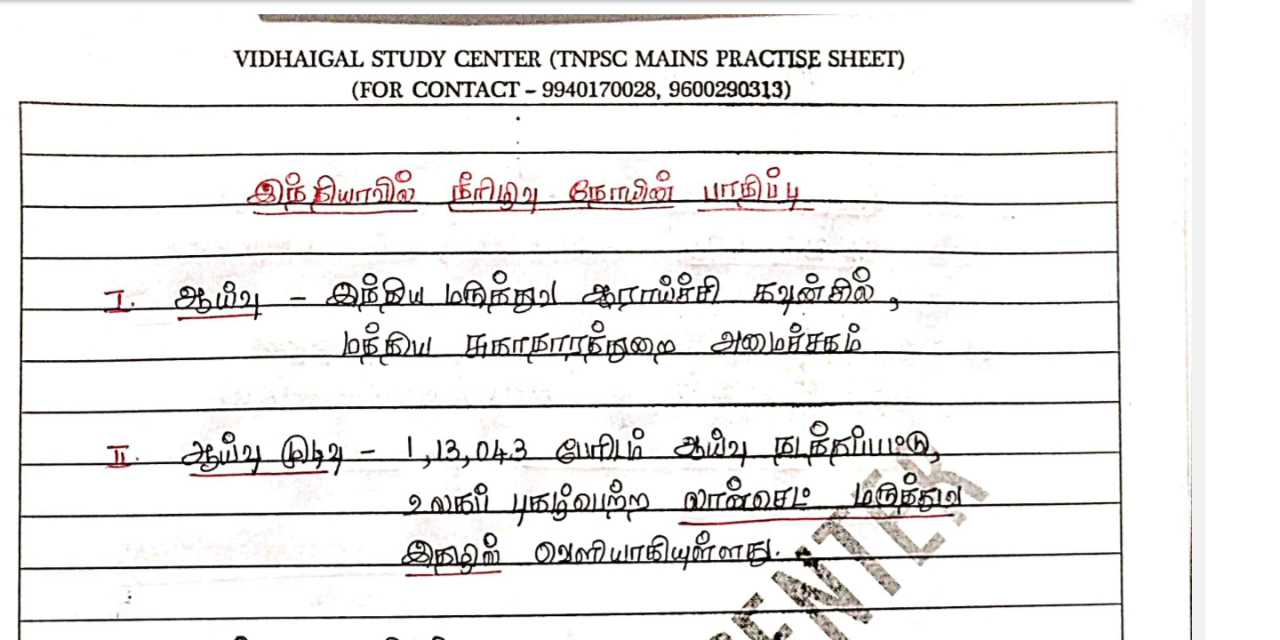 VIDHAIGAL STUDY CENTER (TNPSC MAINS PRACTISE SHEET)
(FOR CONTACT – 9940170028, 9600290313)
இந்தியாவில் நீரிழிவு நோயின் பாதிப்பு
I. ஆய்வு – இந்திய மருத்துவ ஆராய்ச்சி கவுன்சில்,
மத்திய சுகாதாரத்துறை அமைச்சகம்
II. ஆய்வு முடிவு – 1,13,043 பேரிடம் ஆய்வு நடத்தப்பட்டு,
உலகப் புகழ்பெற்ற லான்செட் மருத்துவ
இதழில் வெளியாகியுள்ளது.
CENTER